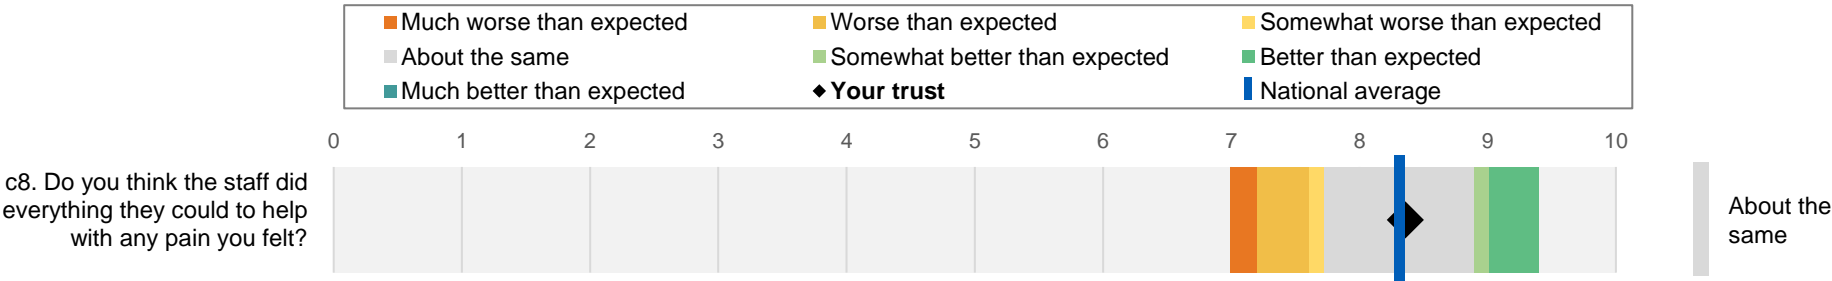 Much worse than expected
Worse than expected
Somewhat worse than expected
About the same
Somewhat better than expected
Better than expected
Much better than expected
Your trust
National average
0 1 2 3 4 5 6 7 8 9 10
c8. Do you think the staff did
everything they could to help
with any pain you felt?
About the
same